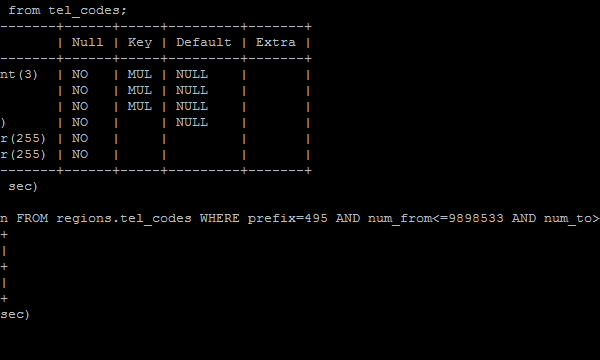 from tel_codes;
-------+------+-----+---------+-------+
| Null | Key | Default | Extra |
-------+------+-----+---------+-------+
nt(3) | NO | MUL | NULL | |
| NO | MUL | NULL | |
| NO | MUL | NULL | |
) | NO | | NULL | |
r(255) | NO | | | |
r(255) | NO | | | |
-------+------+-----+---------+-------+
sec)
n FROM regions.tel_codes WHERE prefix=495 AND num_from<=9898533 AND num_to>
+
|
+
|
+
sec)